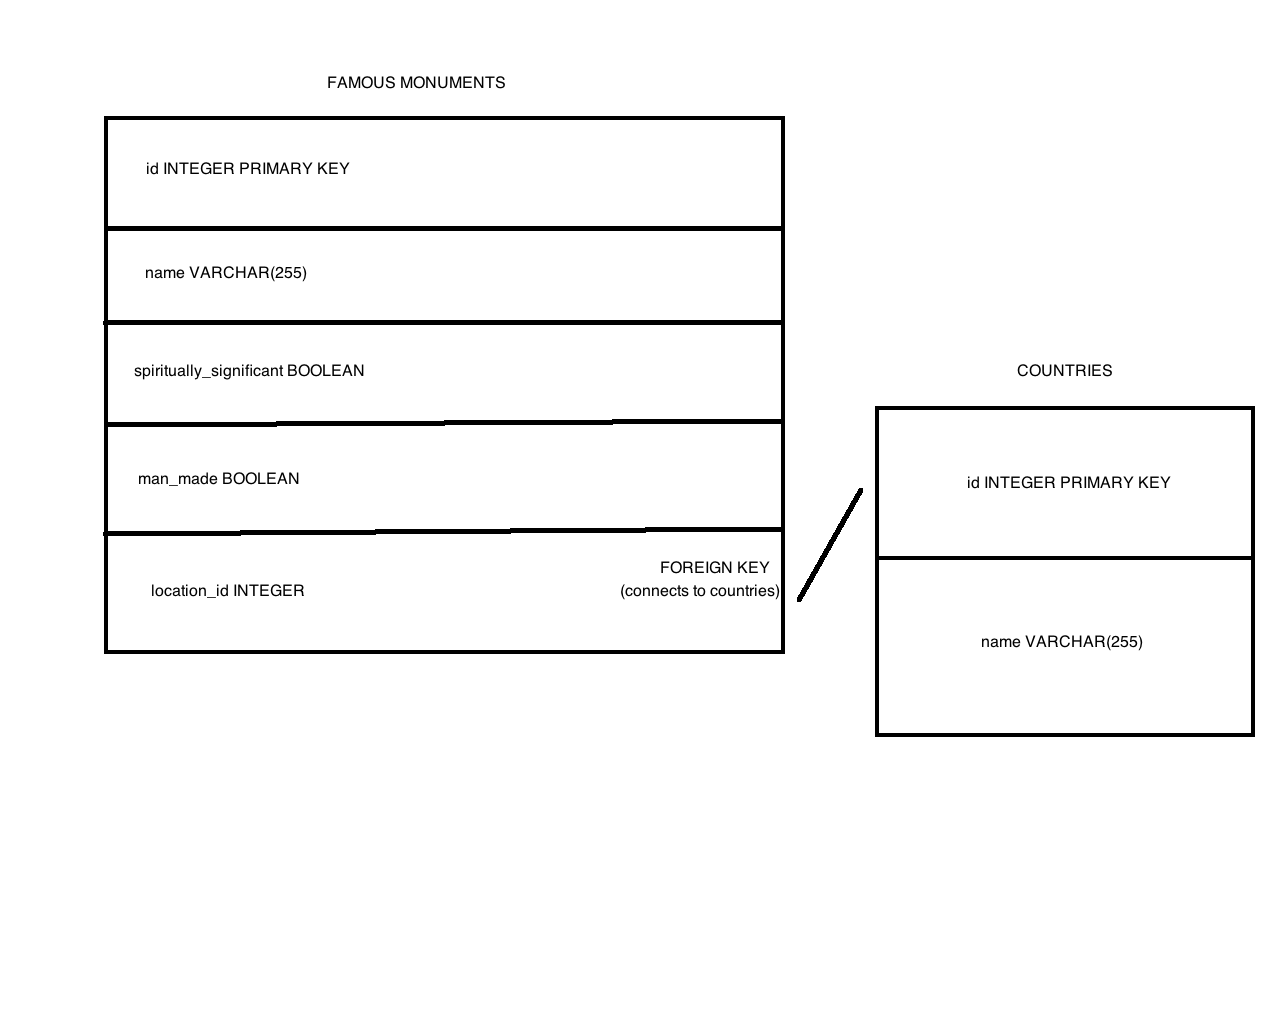 FAMOUS MONUMENTS
id INTEGER PRIMARY KEY
name VARCHAR(255)
spiritually_significant BOOLEAN
man_made BOOLEAN
location_id INTEGER
FOREIGN KEY
(connects to countries)
COUNTRIES
id INTEGER PRIMARY KEY
name VARCHAR(255)